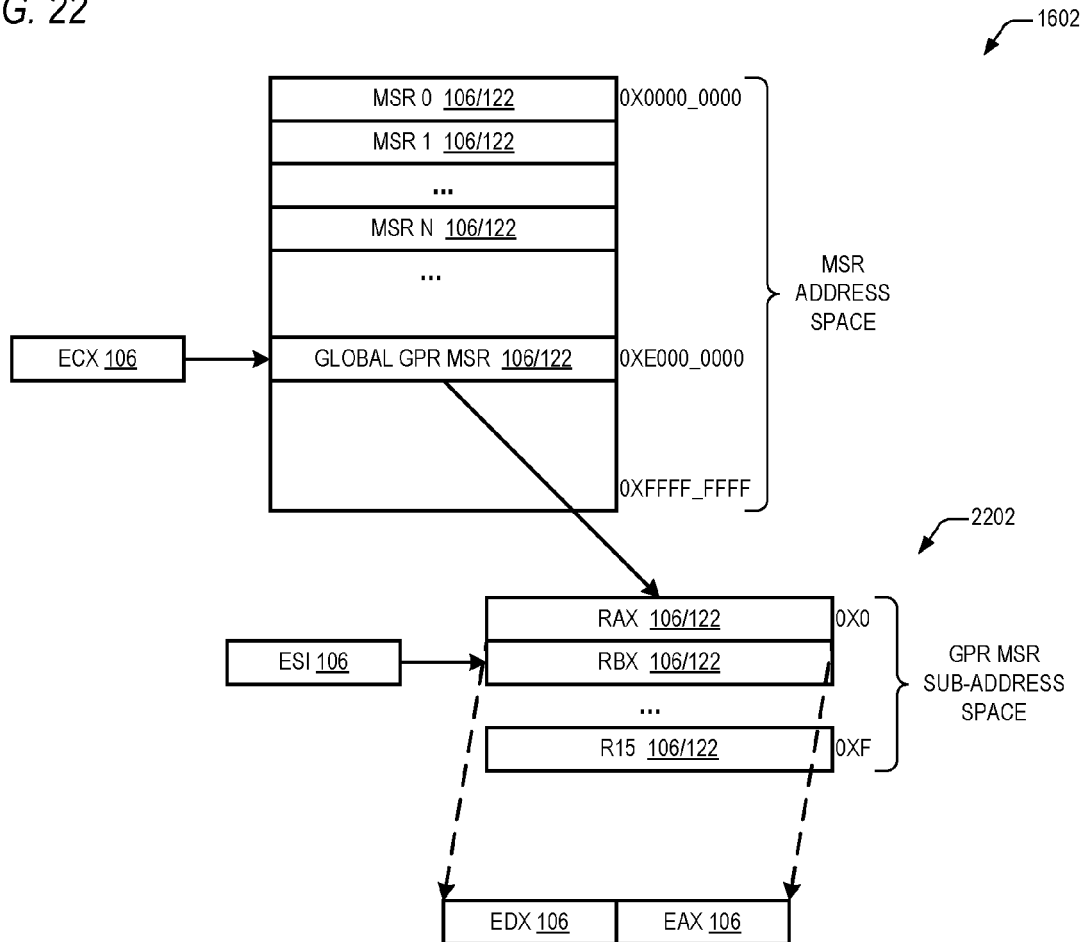 G. 22
1602
MSR 0 106/122 0X0000_0000
MSR 1 106/122
...
MSR N 106/122
...
MSR
ADDRESS
SPACE
ECX 106
GLOBAL GPR MSR 106/122 0XE000_0000
0XFFFF_FFFF
2202
RAX 106/122 0X0
ESI 106
RBX 106/122
...
R15 106/122 0XF
GPR MSR
SUB-ADDRESS
SPACE
EDX 106 EAX 106